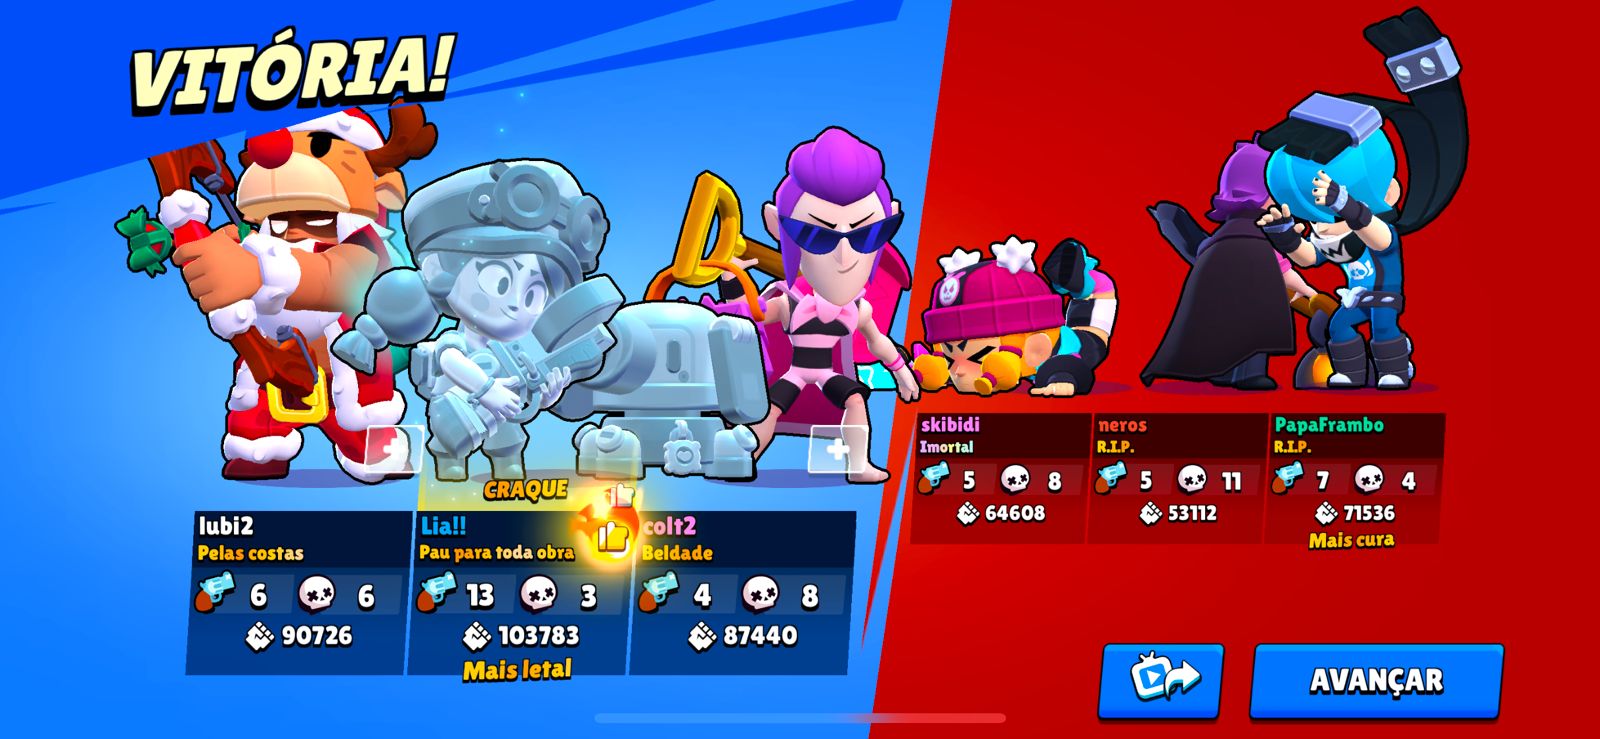 VITÓRIA!
CRAQUE
lubi2
Pelas costas
6 6
90726
Lia!!
Pau para toda obra
13 3
103783
Mais letal
colt2
Beldade
4 8
87440
skibidi
Imortal
5 8
64608
neros
R.I.P.
5 11
53112
PapaFrambo
R.I.P.
7 4
71536
Mais cura
AVANÇAR